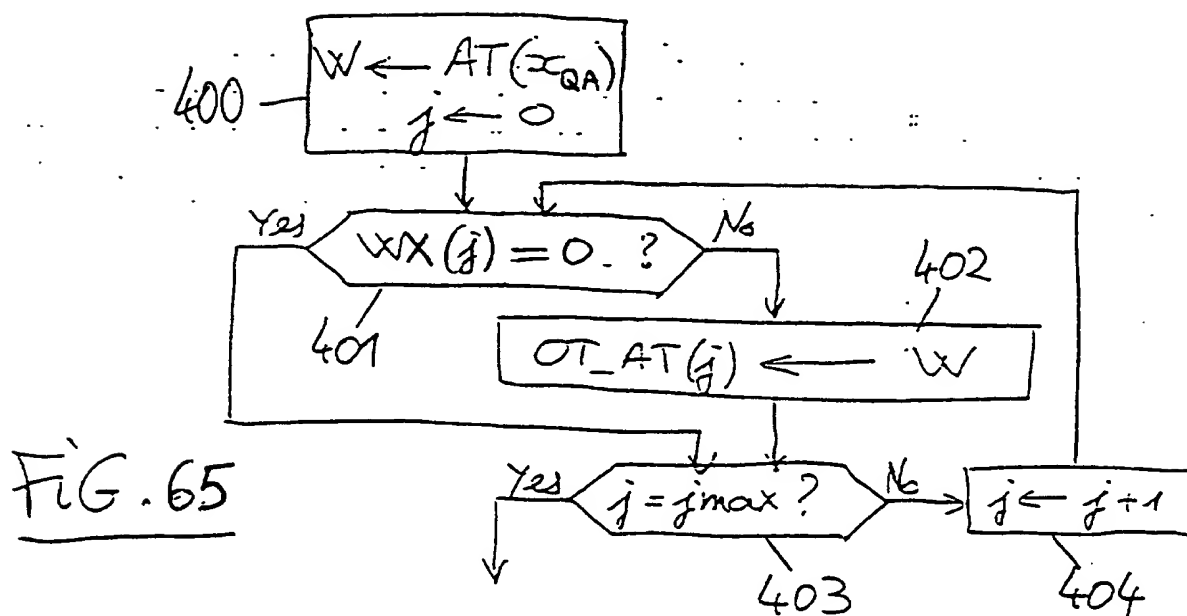 W ← AT(x_QA)
j ← 0
400
Yes
WX(j) = 0 ?
No
401
402
OT_AT(j) ← W
FIG. 65
Yes
j = jmax ?
No
j ← j+1
403
404